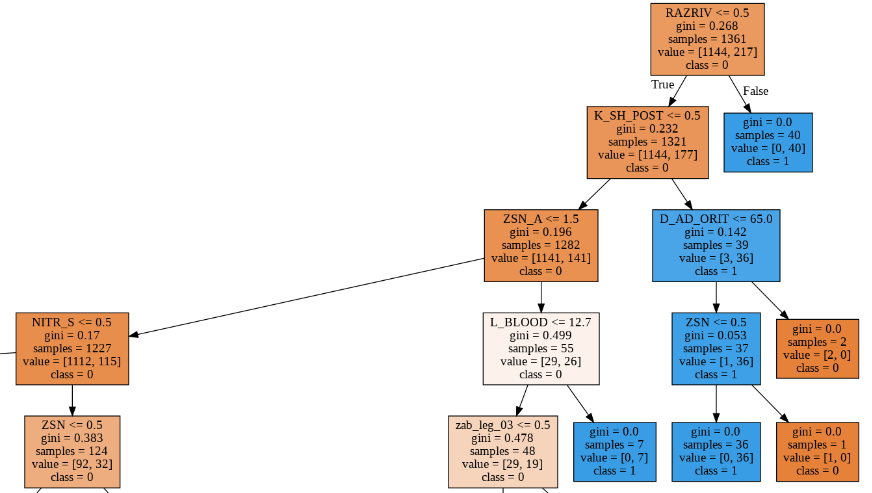 RAZRIV <= 0.5
gini = 0.268
samples = 1361
value = [1144, 217]
class = 0
True
False
K_SH_POST <= 0.5
gini = 0.232
samples = 1321
value = [1144, 177]
class = 0
gini = 0.0
samples = 40
value = [0, 40]
class = 1
ZSN_A <= 1.5
gini = 0.196
samples = 1282
value = [1141, 141]
class = 0
D_AD_ORIT <= 65.0
gini = 0.142
samples = 39
value = [3, 36]
class = 1
NITR_S <= 0.5
gini = 0.17
samples = 1227
value = [1112, 115]
class = 0
L_BLOOD <= 12.7
gini = 0.499
samples = 55
value = [29, 26]
class = 0
ZSN <= 0.5
gini = 0.053
samples = 37
value = [1, 36]
class = 1
gini = 0.0
samples = 2
value = [2, 0]
class = 0
ZSN <= 0.5
gini = 0.383
samples = 124
value = [92, 32]
class = 0
zab_leg_03 <= 0.5
gini = 0.478
samples = 48
value = [29, 19]
class = 0
gini = 0.0
samples = 7
value = [0, 7]
class = 1
gini = 0.0
samples = 36
value = [0, 36]
class = 1
gini = 0.0
samples = 1
value = [1, 0]
class = 0